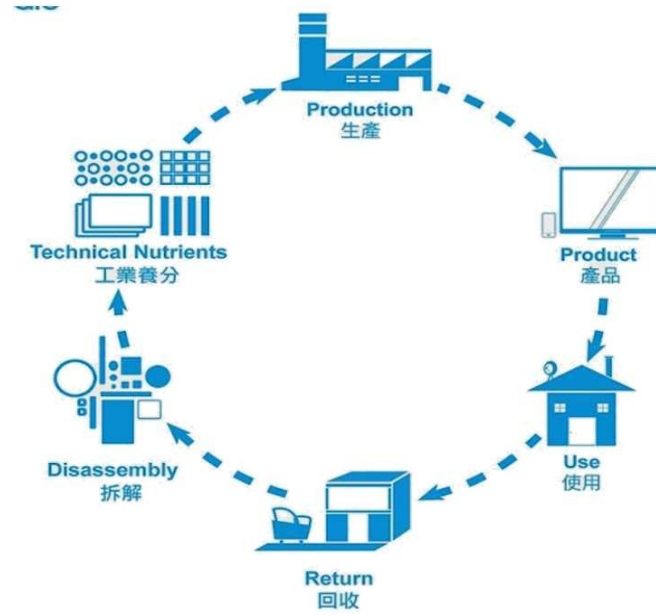 Production
生產
Product
產品
Use
使用
Return
回收
Disassembly
拆解
Technical Nutrients
工業養分